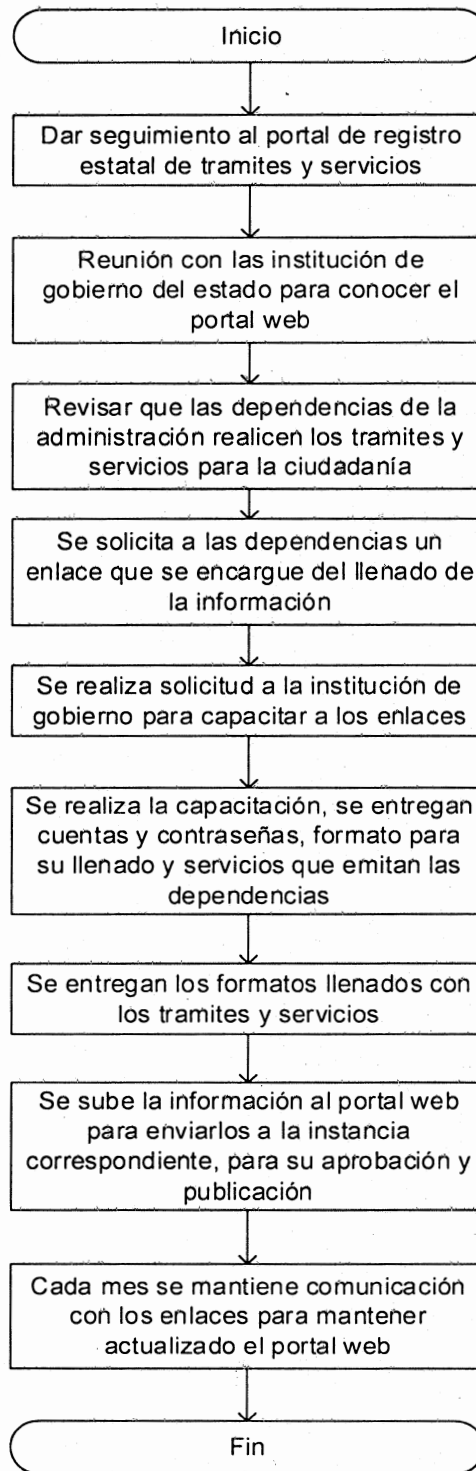 Inicio
Dar seguimiento al portal de registro
estatal de tramites y servicios
Reunión con las institución de
gobierno del estado para conocer el
portal web
Revisar que las dependencias de la
administración realicen los tramites y
servicios para la ciudadanía
Se solicita a las dependencias un
enlace que se encargue del llenado de
la información
Se realiza solicitud a la institución de
gobierno para capacitar a los enlaces
Se realiza la capacitación, se entregan
cuentas y contraseñas, formato para
su llenado y servicios que emitan las
dependencias
Se entregan los formatos llenados con
los tramites y servicios
Se sube la información al portal web
para enviarlos a la instancia
correspondiente, para su aprobación y
publicación
Cada mes se mantiene comunicación
con los enlaces para mantener
actualizado el portal web
Fin